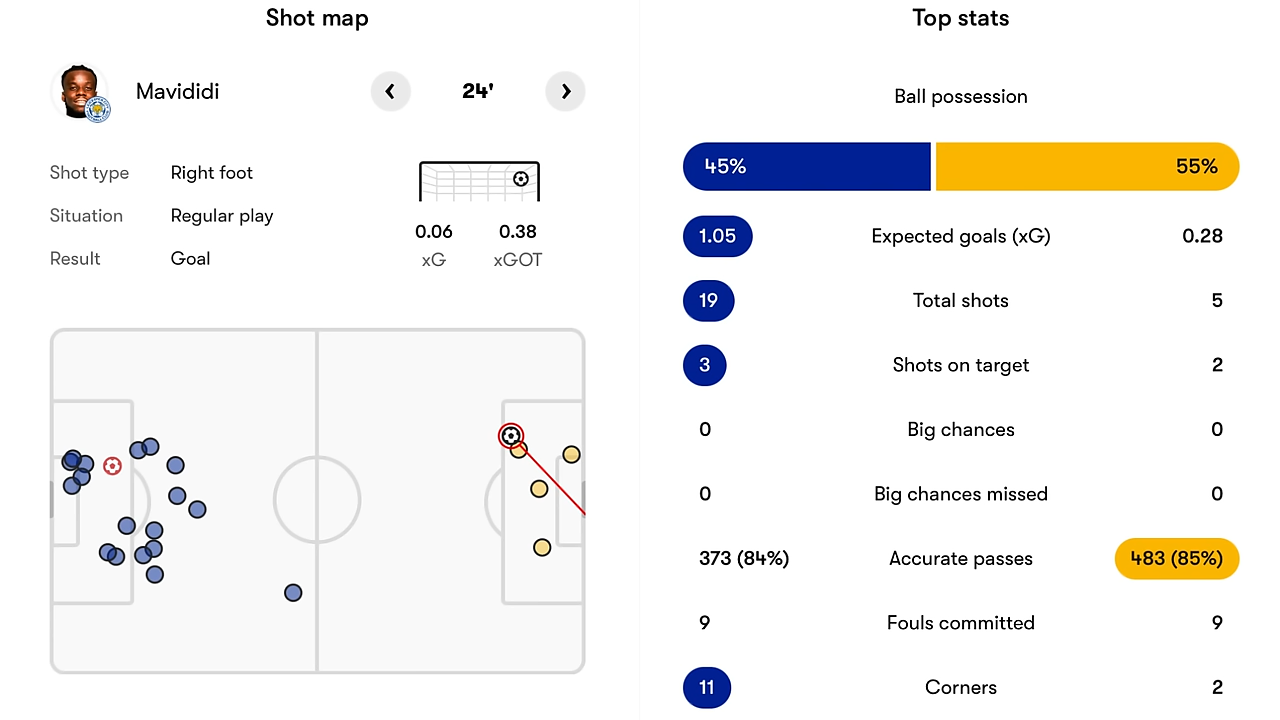 Shot map
Mavididi
24'
Shot type Right foot
Situation Regular play
Result Goal
0.06 0.38
xG xGOT
Top stats
Ball possession
45% 55%
1.05 Expected goals (xG) 0.28
19 Total shots 5
3 Shots on target 2
0 Big chances 0
0 Big chances missed 0
373 (84%) Accurate passes 483 (85%)
9 Fouls committed 9
11 Corners 2